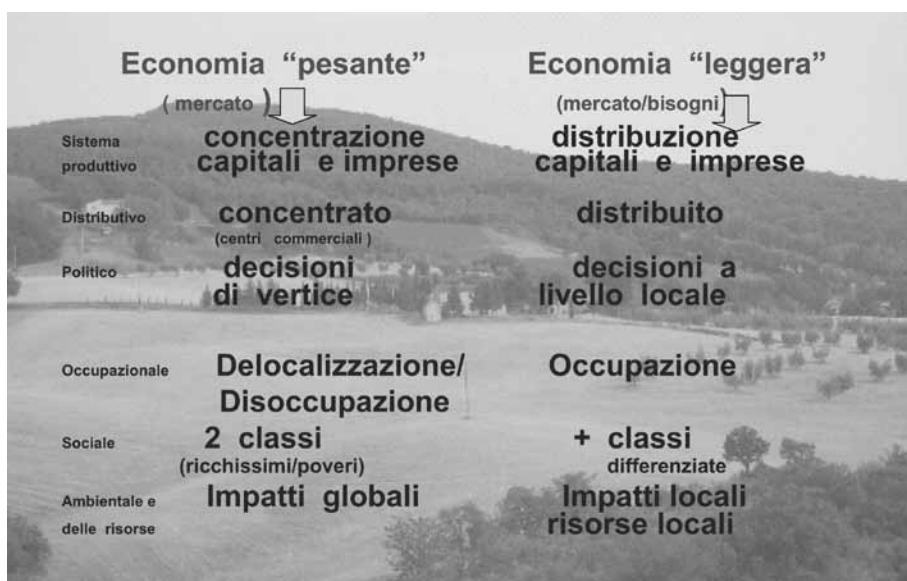 Economia “pesante” Economia “leggera”
( mercato ) (mercato/bisogni)
Sistema produttivo concentrazione capitali e imprese distribuzione capitali e imprese
Distributivo concentrato (centri commerciali ) distribuito
Politico decisioni di vertice decisioni a livello locale
Occupazionale Delocalizzazione/ Disoccupazione Occupazione
Sociale 2 classi (ricchissimi/poveri) + classi differenziate
Ambientale e delle risorse Impatti globali Impatti locali risorse locali